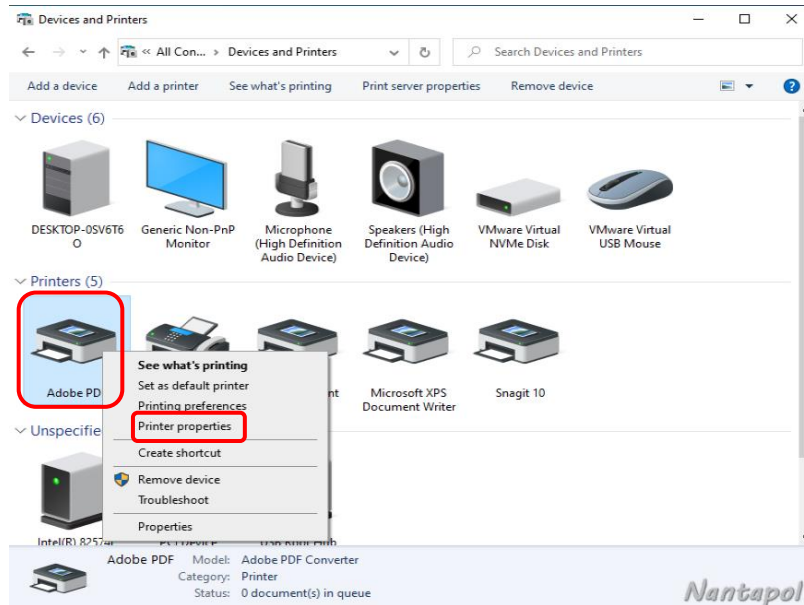 Devices and Printers
« All Con... › Devices and Printers
Search Devices and Printers
Add a device Add a printer See what's printing Print server properties Remove device
Devices (6)
DESKTOP-0SV6T6
O
Generic Non-PnP
Monitor
Microphone
(High Definition
Audio Device)
Speakers (High
Definition Audio
Device)
VMware Virtual
NVMe Disk
VMware Virtual
USB Mouse
Printers (5)
Adobe PD
nt
Microsoft XPS
Document Writer
Snagit 10
See what's printing
Set as default printer
Printing preferences
Printer properties
Create shortcut
Remove device
Troubleshoot
Properties
Unspecifie
Adobe PDF Model: Adobe PDF Converter
Category: Printer
Status: 0 document(s) in queue
Nantapol